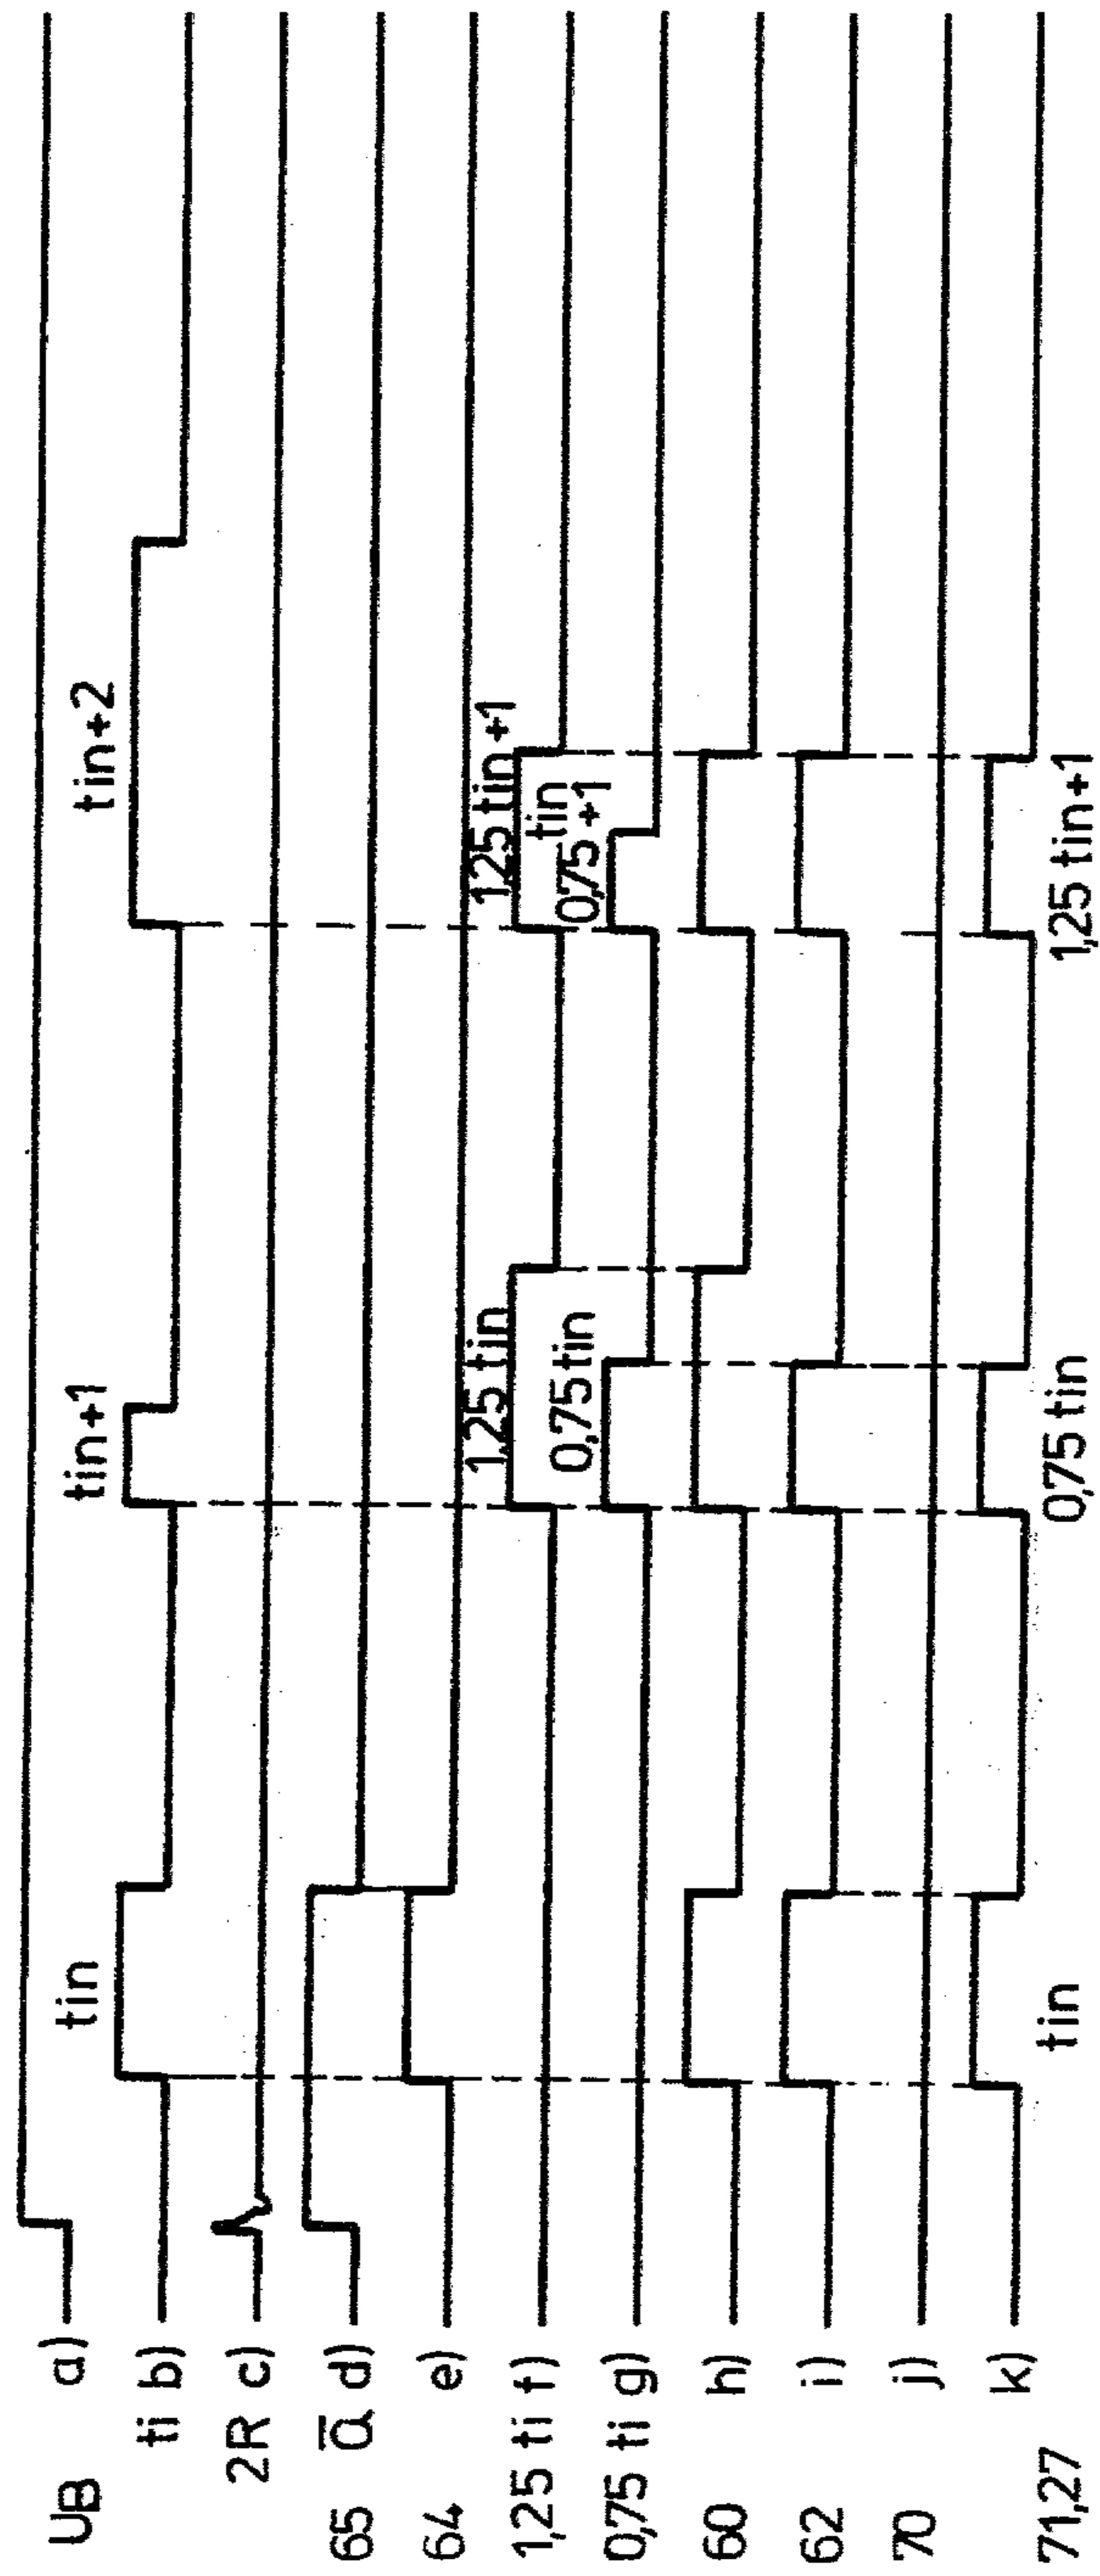 UB a)
ti b) tin tin+1 tin+2
2R c)
65 Q̅ d)
64 e)
1,25 ti f) 1,25 tin 1,25 tin+1
0,75 ti g) 0,75 tin 0,75 tin+1
60 h)
62 i)
70 j)
71,27 k)
tin 0,75 tin 1,25 tin+1